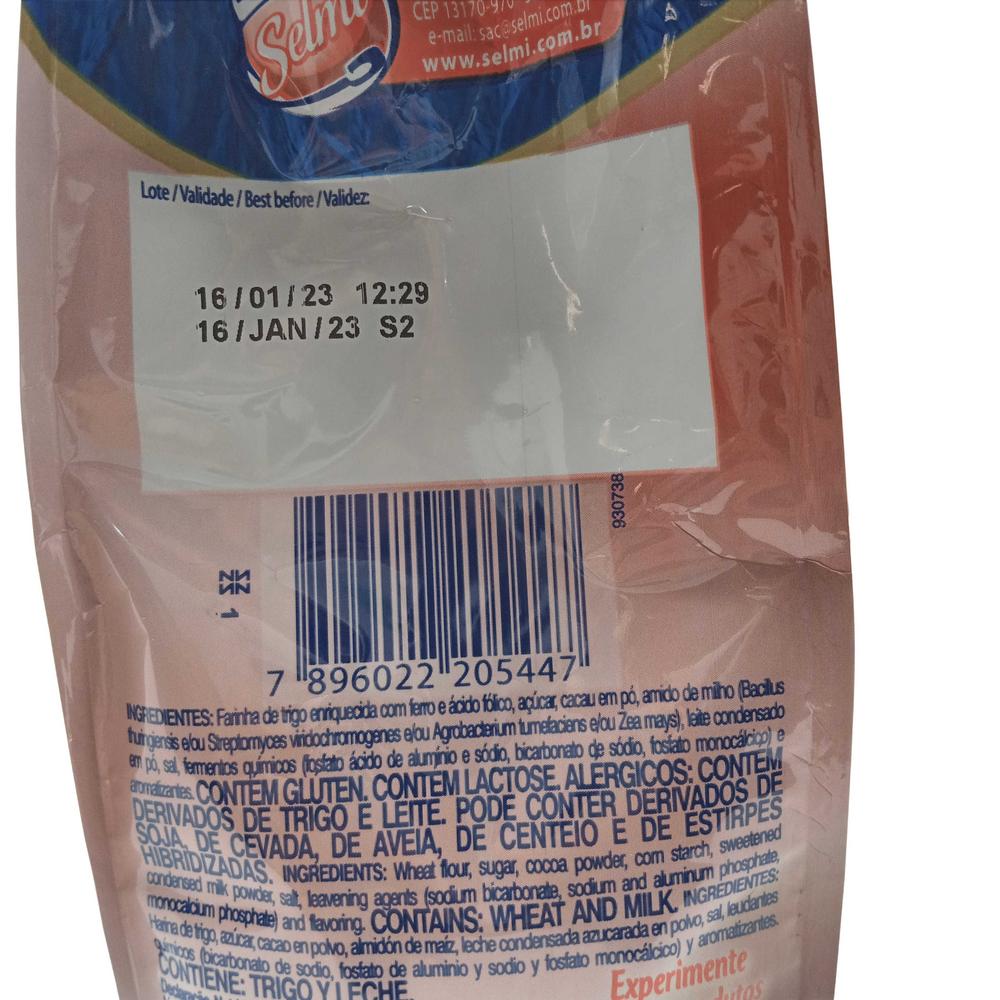 Selmi
CEP 13170-970
e-mail: sac@selmi.com.br
www.selmi.com.br
Lote / Validade / Best before / Validez:
16/01/23 12:29
16/JAN/23 S2
930738
1
7 896022 205447
INGREDIENTES: Farinha de trigo enriquecida com ferro e ácido fólico, açúcar, cacau em pó, amido de milho (Bacillus
thuringiensis e/ou Streptomyces viridochromogenes e/ou Agrobacterium tumefaciens e/ou Zea mays), leite condensado
em pó, sal, fermentos químicos (fosfato ácido de alumínio e sódio, bicarbonato de sódio, fosfato monocálcico) e
aromatizantes. CONTÉM GLÚTEN. CONTÉM LACTOSE. ALÉRGICOS: CONTÉM
DERIVADOS DE TRIGO E LEITE. PODE CONTER DERIVADOS DE
SOJA, DE CEVADA, DE AVEIA, DE CENTEIO E DE ESTIRPES
HIBRIDIZADAS. INGREDIENTS: Wheat flour, sugar, cocoa powder, corn starch, sweetened
condensed milk powder, salt, leavening agents (sodium bicarbonate, sodium and aluminum phosphate,
monocalcium phosphate) and flavoring. CONTAINS: WHEAT AND MILK. INGREDIENTES:
Harina de trigo, azúcar, cacao en polvo, almidón de maíz, leche condensada azucarada en polvo, sal, leudantes
químicos (bicarbonato de sodio, fosfato de aluminio y sodio y fosfato monocálcico) y aromatizantes.
CONTIENE: TRIGO Y LECHE.
Experimente